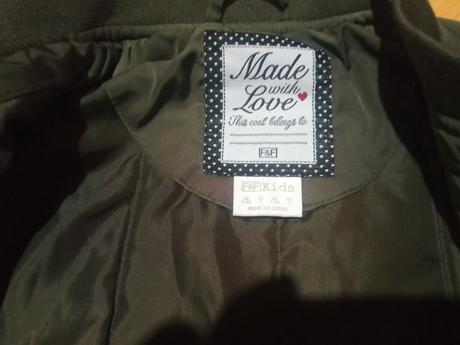 Made
with
Love
This coat belongs to:
F&F
F&F Kids
MADE IN CHINA